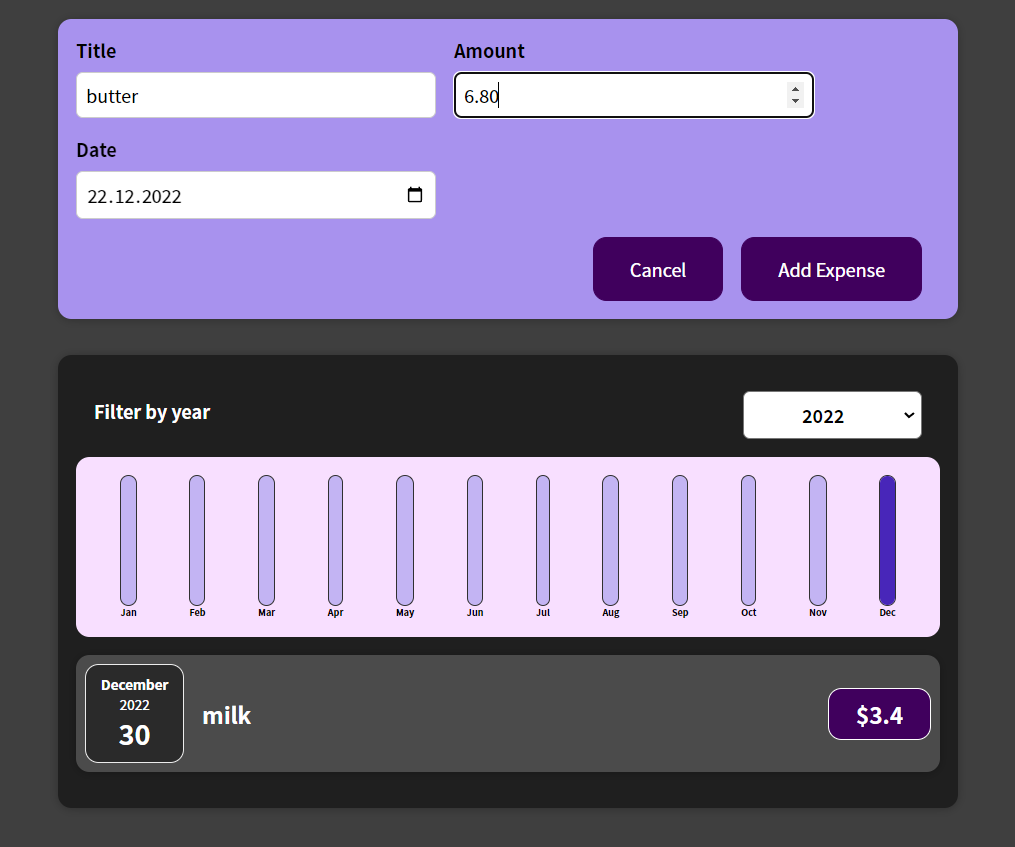 Title Amount
butter 6.80
Date
22.12.2022
Cancel Add Expense
Filter by year 2022
Jan Feb Mar Apr May Jun Jul Aug Sep Oct Nov Dec
December
2022
30
milk
$3.4